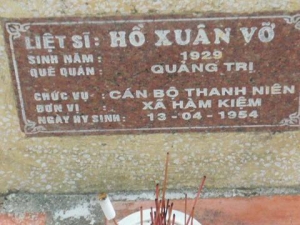 LIỆT SĨ : HỒ XUÂN VỠ
SINH NĂM : 1929
QUÊ QUÁN : QUẢNG TRỊ
CHỨC VỤ : CÁN BỘ THANH NIÊN
ĐƠN VỊ : XÃ HÀM KIỆM
NGÀY HY SINH : 13 - 04 - 1954